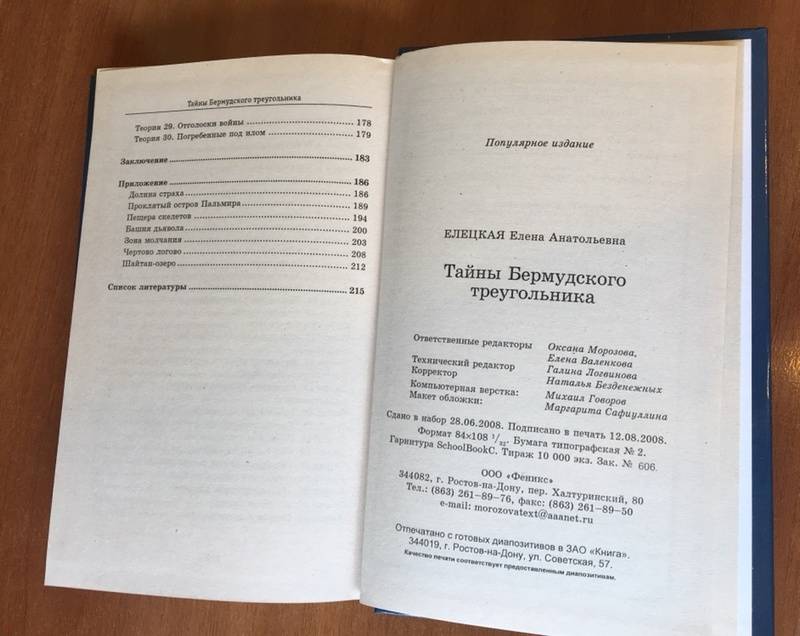 Тайны Бермудского треугольника
Теория 29. Отголоски войны 178
Теория 30. Погребенные под илом 179
Заключение 183
Приложение 186
Долина страха 186
Проклятый остров Пальмира 189
Пещера скелетов 194
Башня дьявола 200
Зона молчания 203
Чертово логово 208
Шайтан-озеро 212
Список литературы 215
Популярное издание
ЕЛЕЦКАЯ Елена Анатольевна
Тайны Бермудского
треугольника
Ответственные редакторы Оксана Морозова,
Елена Валенкова
Технический редактор Галина Логвинова
Корректор Наталья Безденежных
Компьютерная верстка: Михаил Говоров
Макет обложки: Маргарита Сафиуллина
Сдано в набор 28.06.2008. Подписано в печать 12.08.2008.
Формат 84×108 1/32. Бумага типографская № 2.
Гарнитура SchoolBookC. Тираж 10 000 экз. Зак. № 606.
ООО «Феникс»
344082, г. Ростов-на-Дону, пер. Халтуринский, 80
Тел.: (863) 261-89-76, факс: (863) 261-89-50
e-mail: morozovatext@aaanet.ru
Отпечатано с готовых диапозитивов в ЗАО «Книга».
344019, г. Ростов-на-Дону, ул. Советская, 57.
Качество печати соответствует предоставленным диапозитивам.